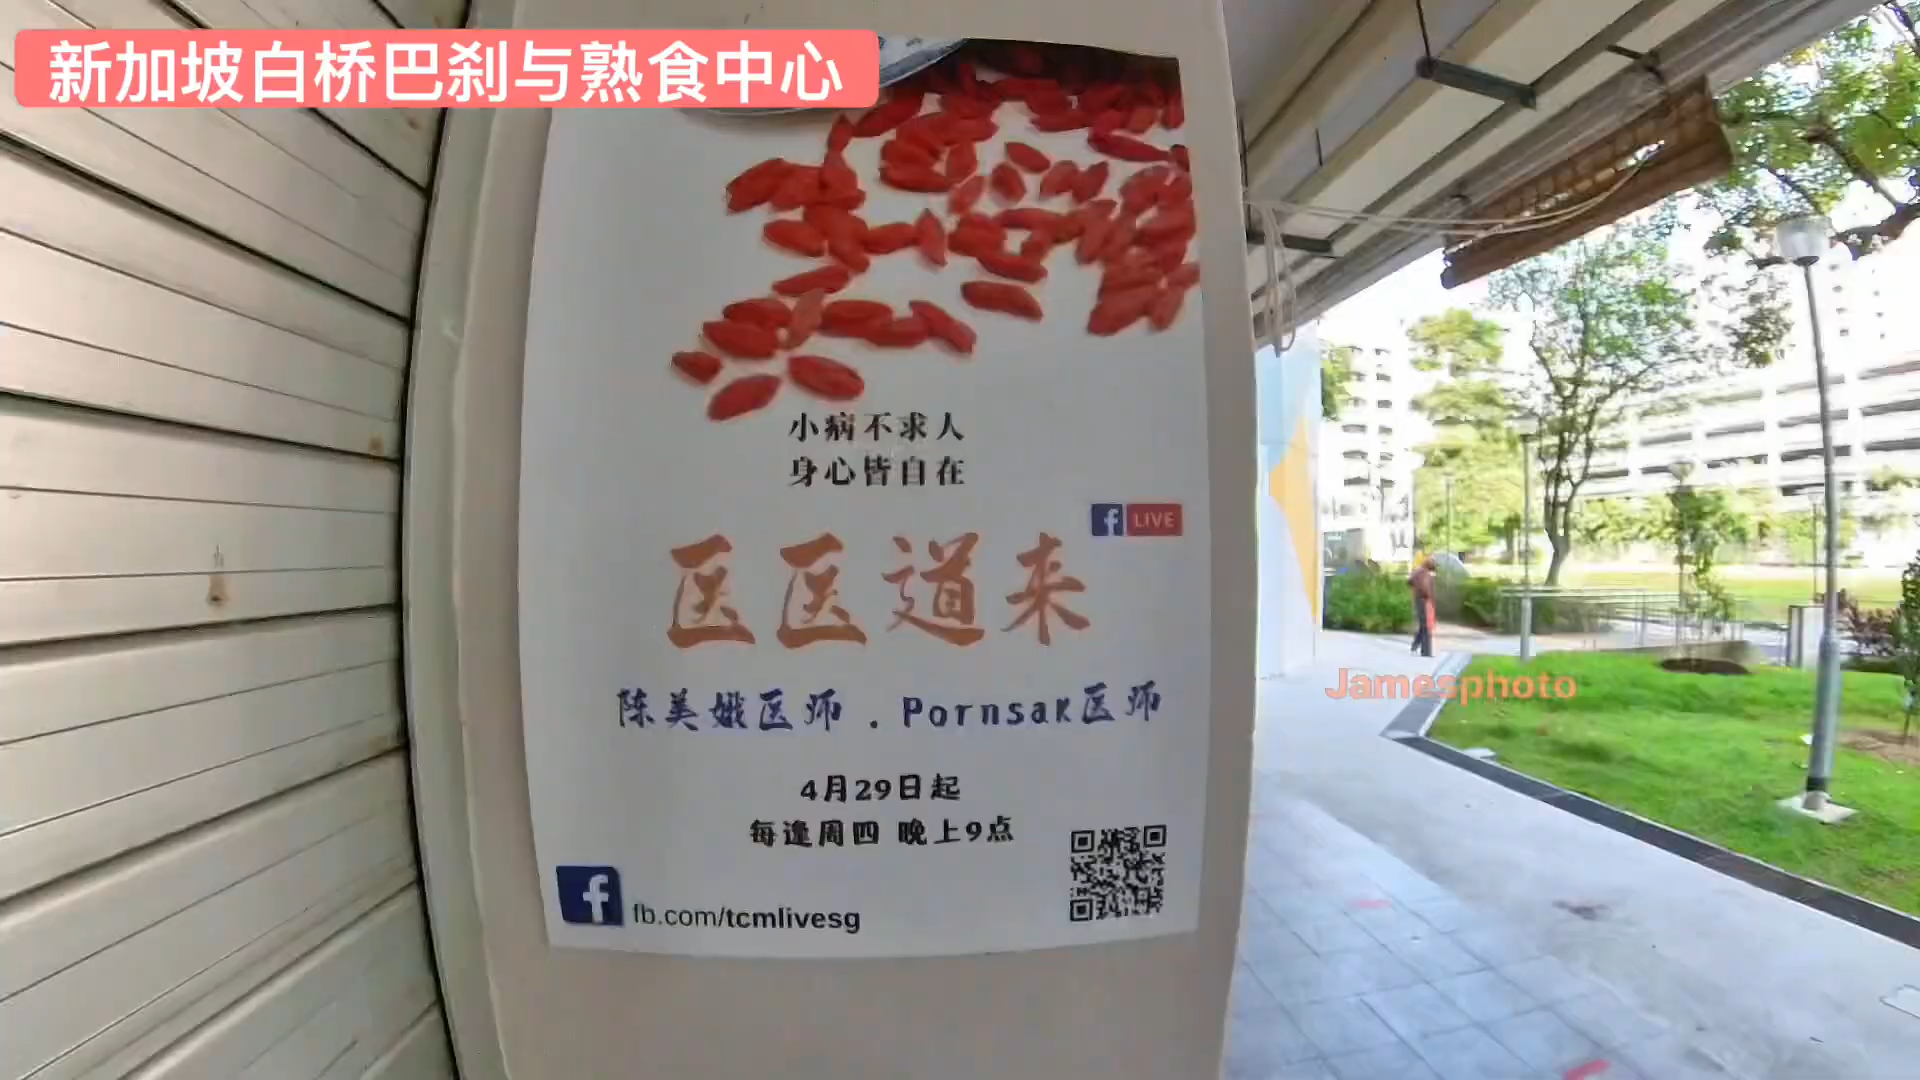 新加坡白桥巴刹与熟食中心
小病不求人
身心皆自在
LIVE
医医道来
陈美娥医师 . Pornsak医师
Jamesphoto
4月29日起
每逢周四 晚上9点
fb.com/tcmlivesg